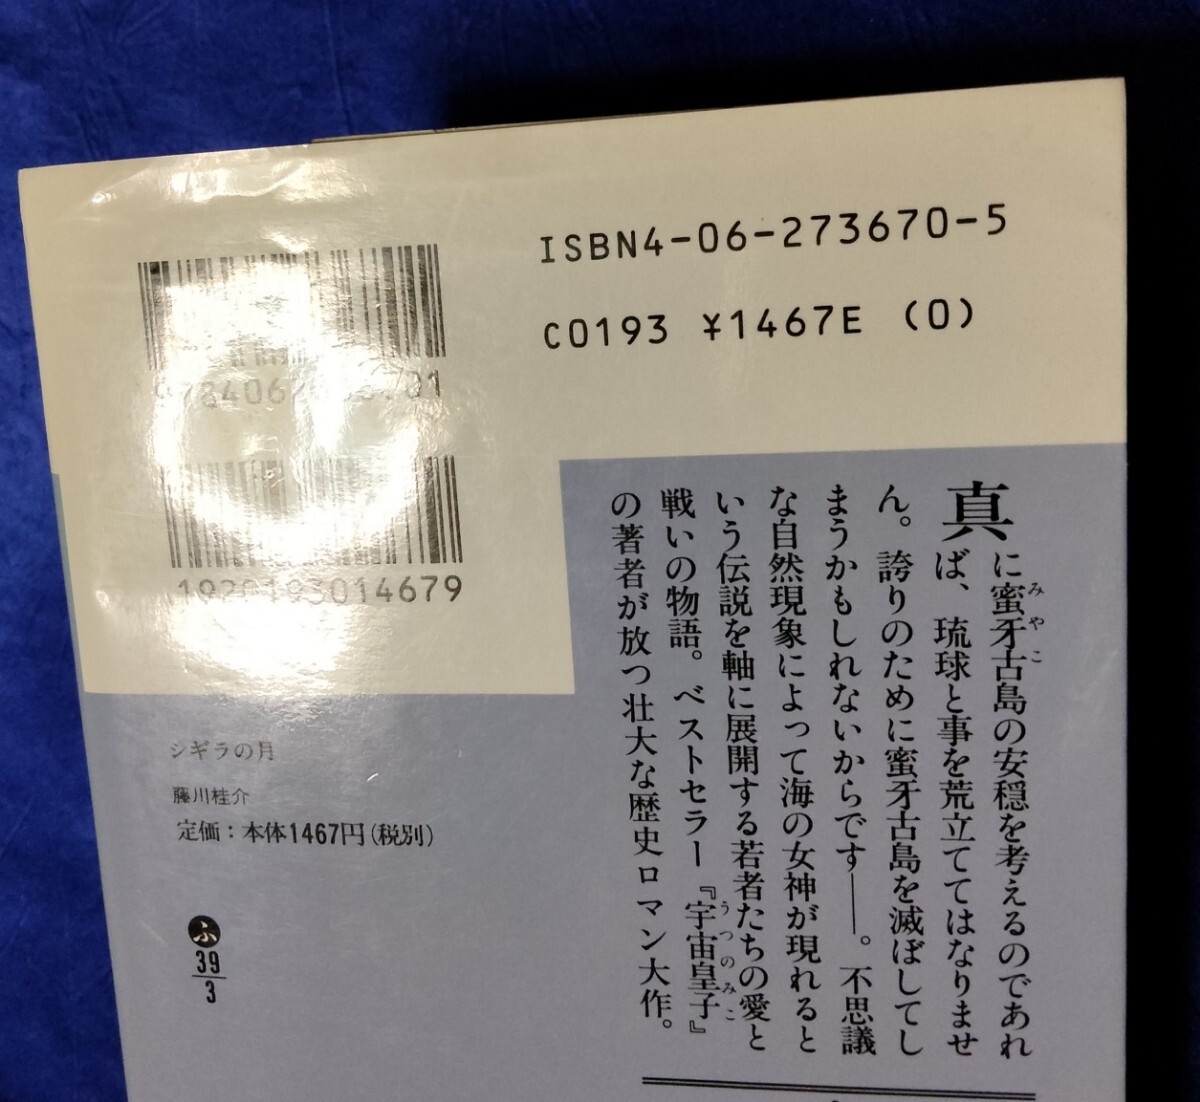 ISBN4-06-273670-5
C0193 ¥1467E (0)
真に蜜牙古島の安穏を考えるのであれ
みやこ
ば、琉球と事を荒立ててはなりませ
ん。誇りのために蜜牙古島を滅ぼしてし
まうかもしれないからです——。不思議
な自然現象によって海の女神が現れると
いう伝説を軸に展開する若者たちの愛と
戦いの物語。ベストセラー『宇宙皇子』
うつのみこ
の著者が放つ壮大な歴史ロマン大作。
シギラの月
藤川桂介
定価:本体1467円(税別)
ふ
39
3